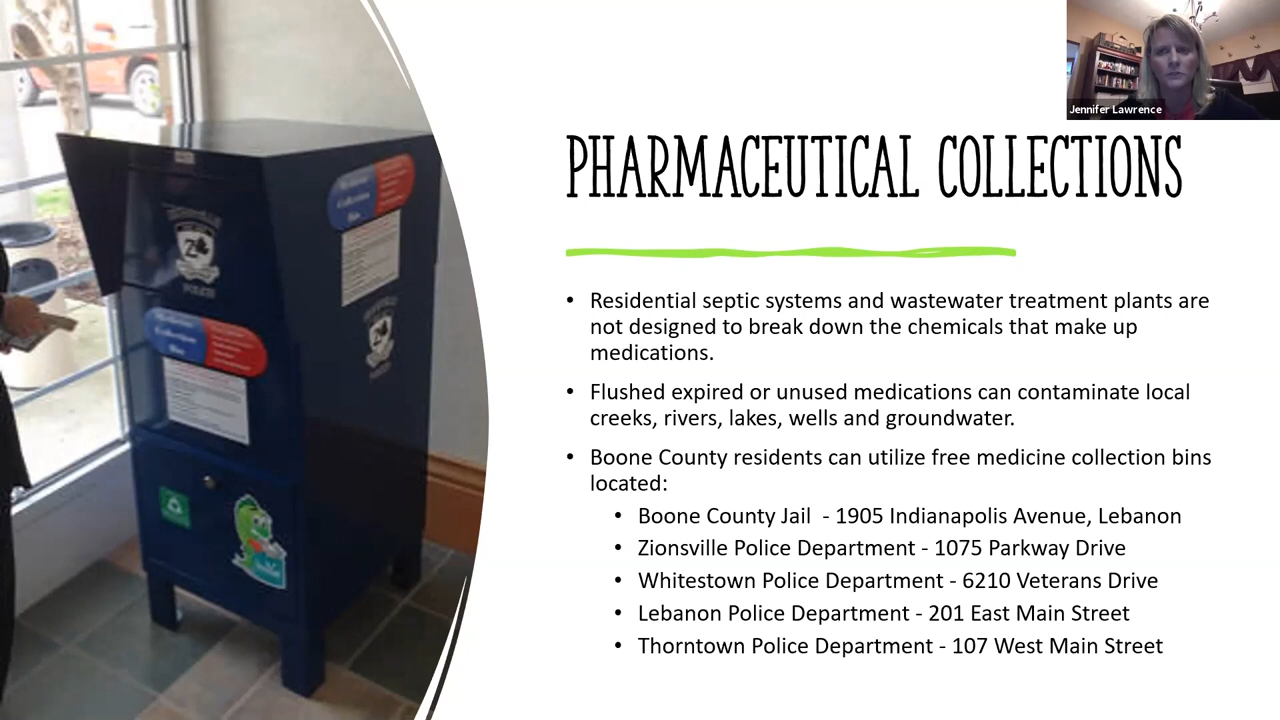 Jennifer Lawrence
PHARMACEUTICAL COLLECTIONS
• Residential septic systems and wastewater treatment plants are
not designed to break down the chemicals that make up
medications.
• Flushed expired or unused medications can contaminate local
creeks, rivers, lakes, wells and groundwater.
• Boone County residents can utilize free medicine collection bins
located:
• Boone County Jail - 1905 Indianapolis Avenue, Lebanon
• Zionsville Police Department - 1075 Parkway Drive
• Whitestown Police Department - 6210 Veterans Drive
• Lebanon Police Department - 201 East Main Street
• Thorntown Police Department - 107 West Main Street